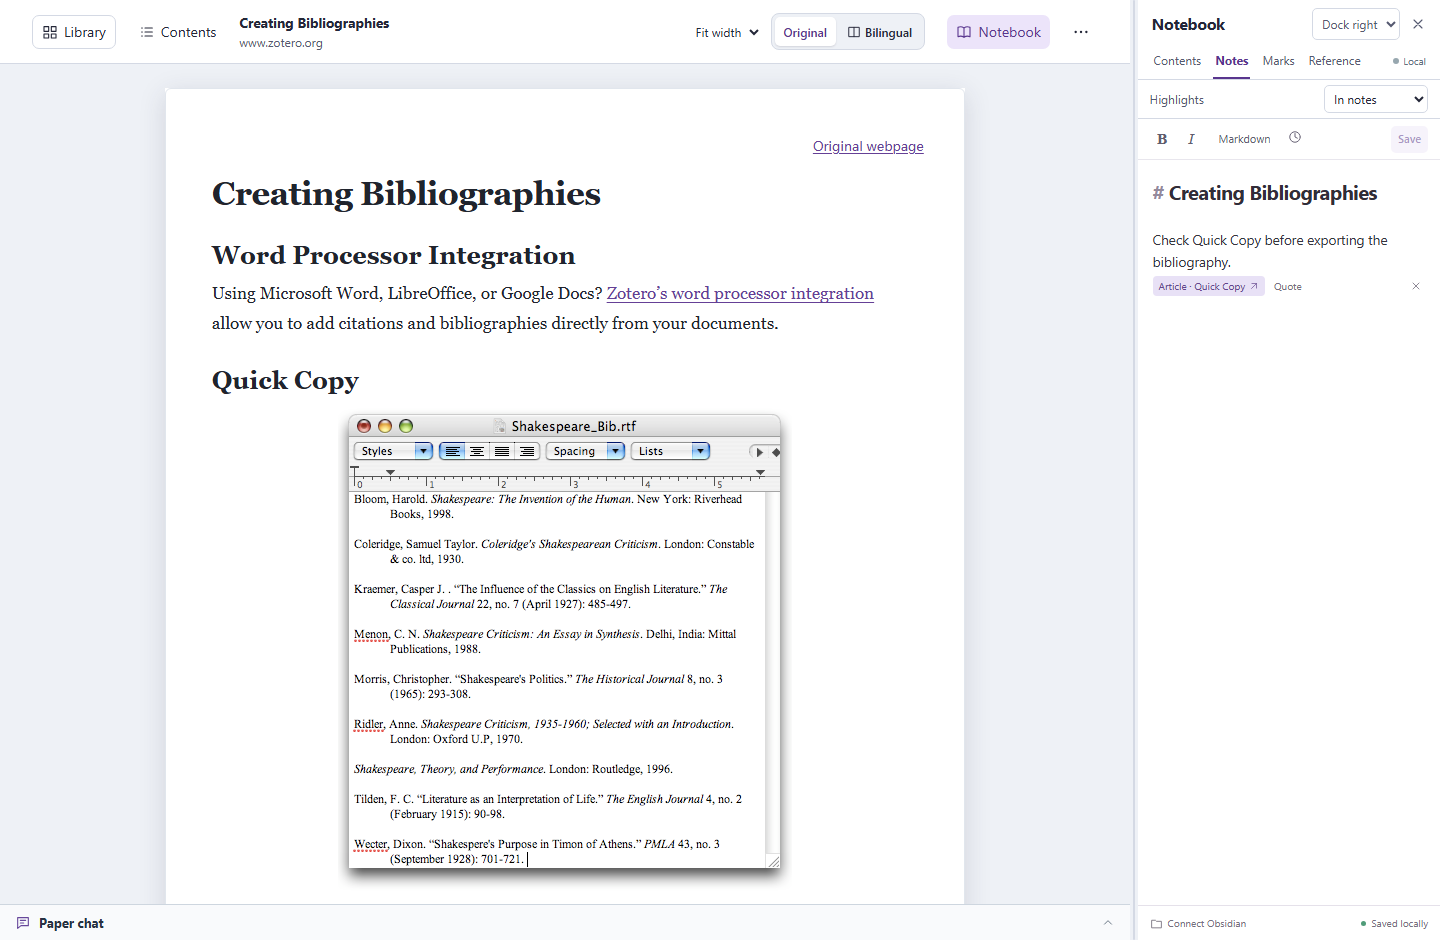 Library
Contents
Creating Bibliographies
www.zotero.org
Fit width
Original
Bilingual
Notebook
Original webpage
Creating Bibliographies
Word Processor Integration
Using Microsoft Word, LibreOffice, or Google Docs? Zotero’s word processor integration
allow you to add citations and bibliographies directly from your documents.
Quick Copy
Shakespeare_Bib.rtf
Styles
Spacing
Lists
0 1 2 3 4 5
Bloom, Harold. Shakespeare: The Invention of the Human. New York: Riverhead
Books, 1998.
Coleridge, Samuel Taylor. Coleridge's Shakespearean Criticism. London: Constable
& co. ltd, 1930.
Kraemer, Casper J. . “The Influence of the Classics on English Literature.” The
Classical Journal 22, no. 7 (April 1927): 485-497.
Menon, C. N. Shakespeare Criticism: An Essay in Synthesis. Delhi, India: Mittal
Publications, 1988.
Morris, Christopher. “Shakespeare's Politics.” The Historical Journal 8, no. 3
(1965): 293-308.
Ridler, Anne. Shakespeare Criticism, 1935-1960; Selected with an Introduction.
London: Oxford U.P, 1970.
Shakespeare, Theory, and Performance. London: Routledge, 1996.
Tilden, F. C. “Literature as an Interpretation of Life.” The English Journal 4, no. 2
(February 1915): 90-98.
Wecter, Dixon. “Shakespere's Purpose in Timon of Athens.” PMLA 43, no. 3
(September 1928): 701-721.
Paper chat
Notebook
Dock right
Contents
Notes
Marks
Reference
Local
Highlights
In notes
B
I
Markdown
Save
# Creating Bibliographies
Check Quick Copy before exporting the
bibliography.
Article · Quick Copy
Quote
Connect Obsidian
Saved locally